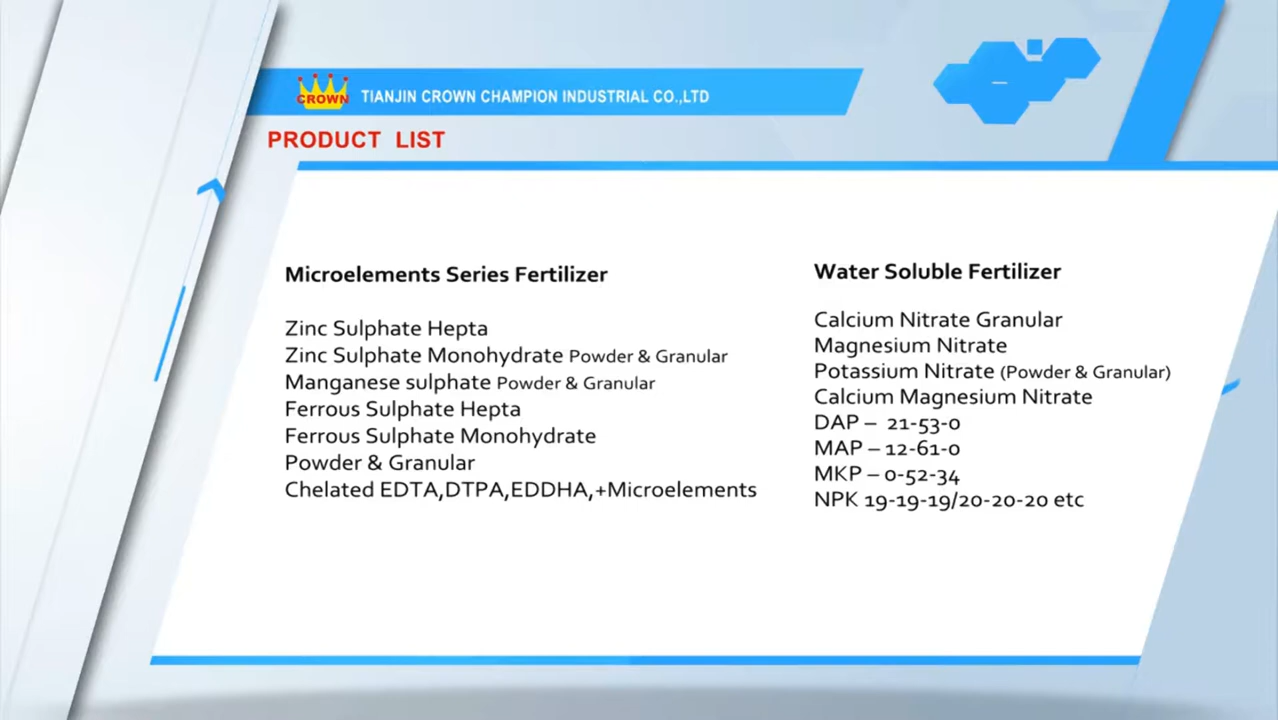 CROWN
TIANJIN CROWN CHAMPION INDUSTRIAL CO.,LTD
PRODUCT LIST
Microelements Series Fertilizer
Zinc Sulphate Hepta
Zinc Sulphate Monohydrate Powder & Granular
Manganese sulphate Powder & Granular
Ferrous Sulphate Hepta
Ferrous Sulphate Monohydrate
Powder & Granular
Chelated EDTA,DTPA,EDDHA,+Microelements
Water Soluble Fertilizer
Calcium Nitrate Granular
Magnesium Nitrate
Potassium Nitrate (Powder & Granular)
Calcium Magnesium Nitrate
DAP – 21-53-0
MAP – 12-61-0
MKP – 0-52-34
NPK 19-19-19/20-20-20 etc